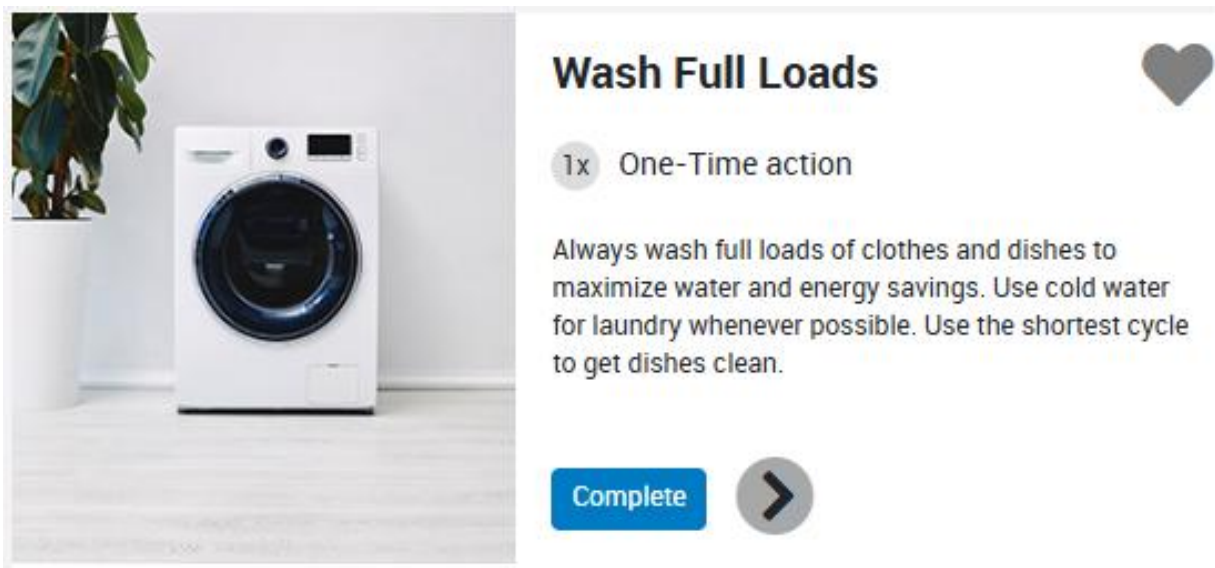 Wash Full Loads
1x One-Time action
Always wash full loads of clothes and dishes to
maximize water and energy savings. Use cold water
for laundry whenever possible. Use the shortest cycle
to get dishes clean.
Complete